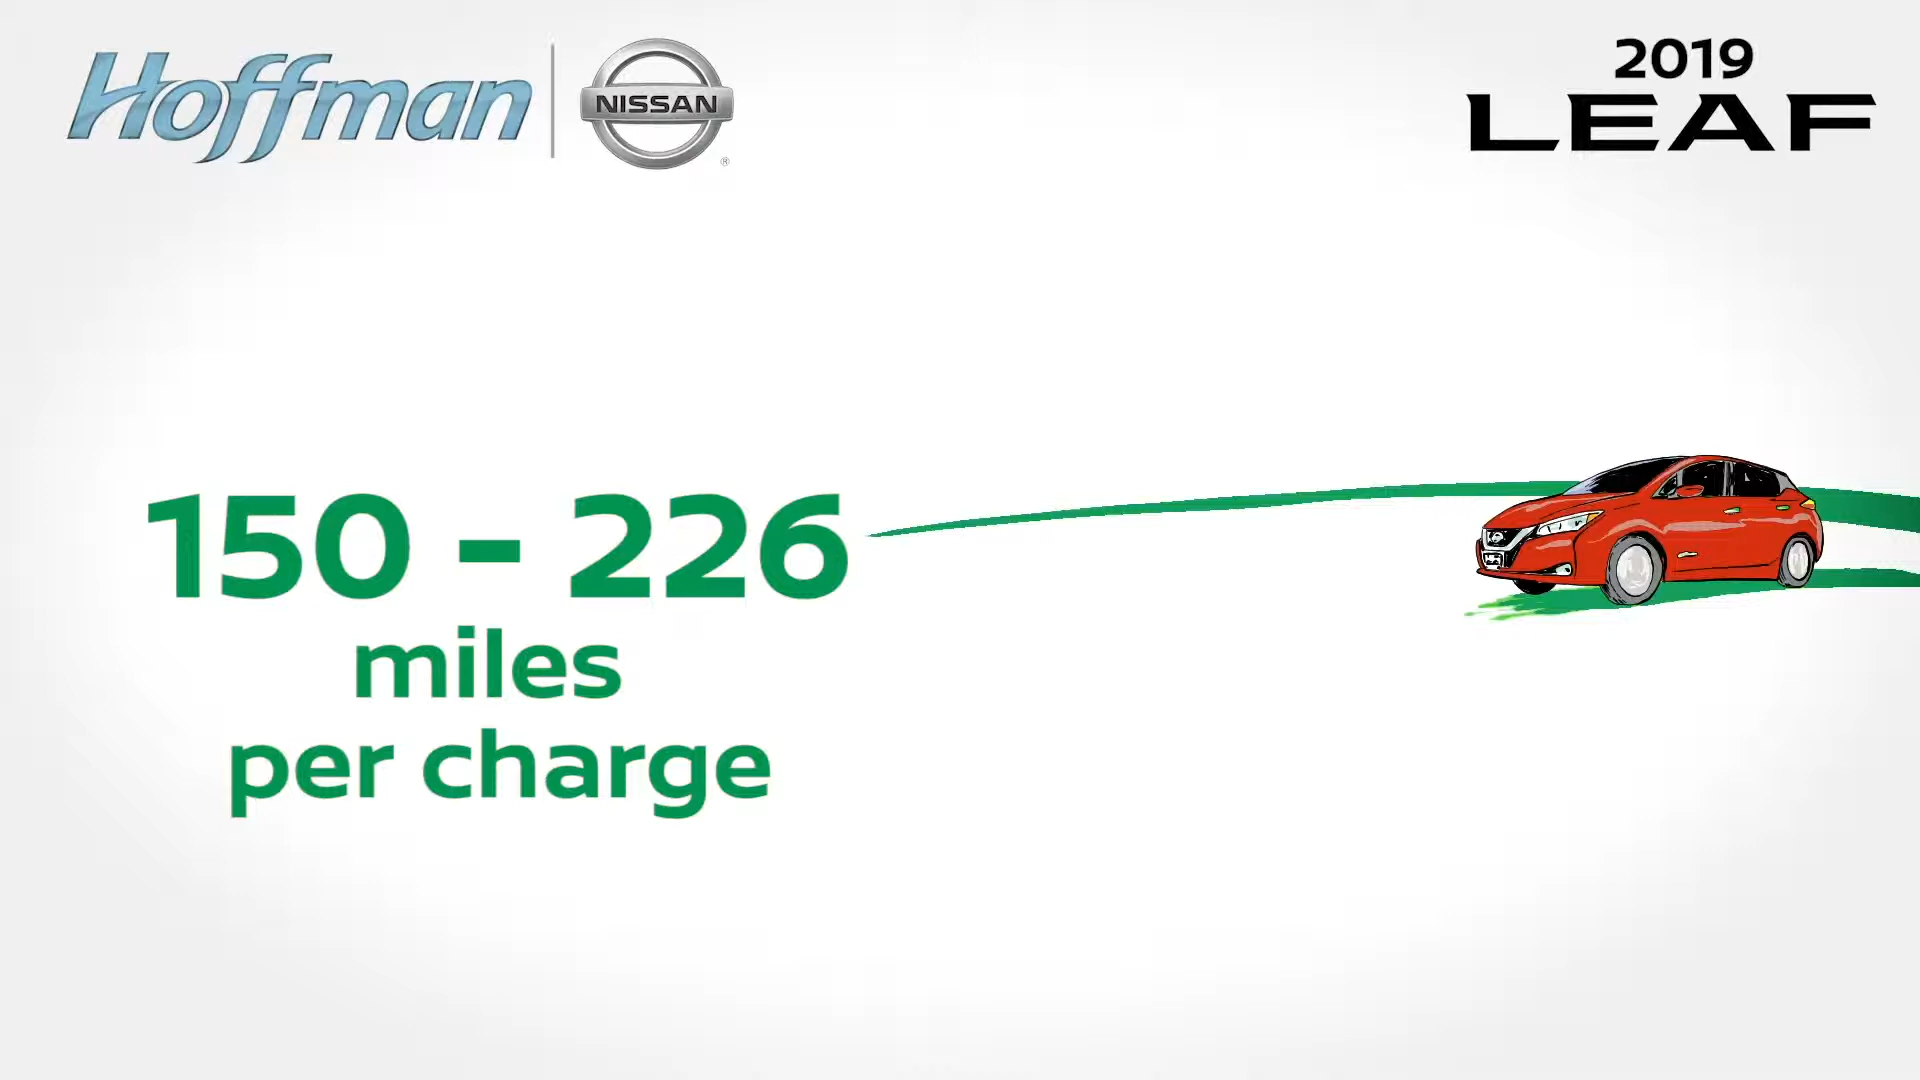 Hoffman
NISSAN
®
2019
LEAF
150 - 226
miles
per charge